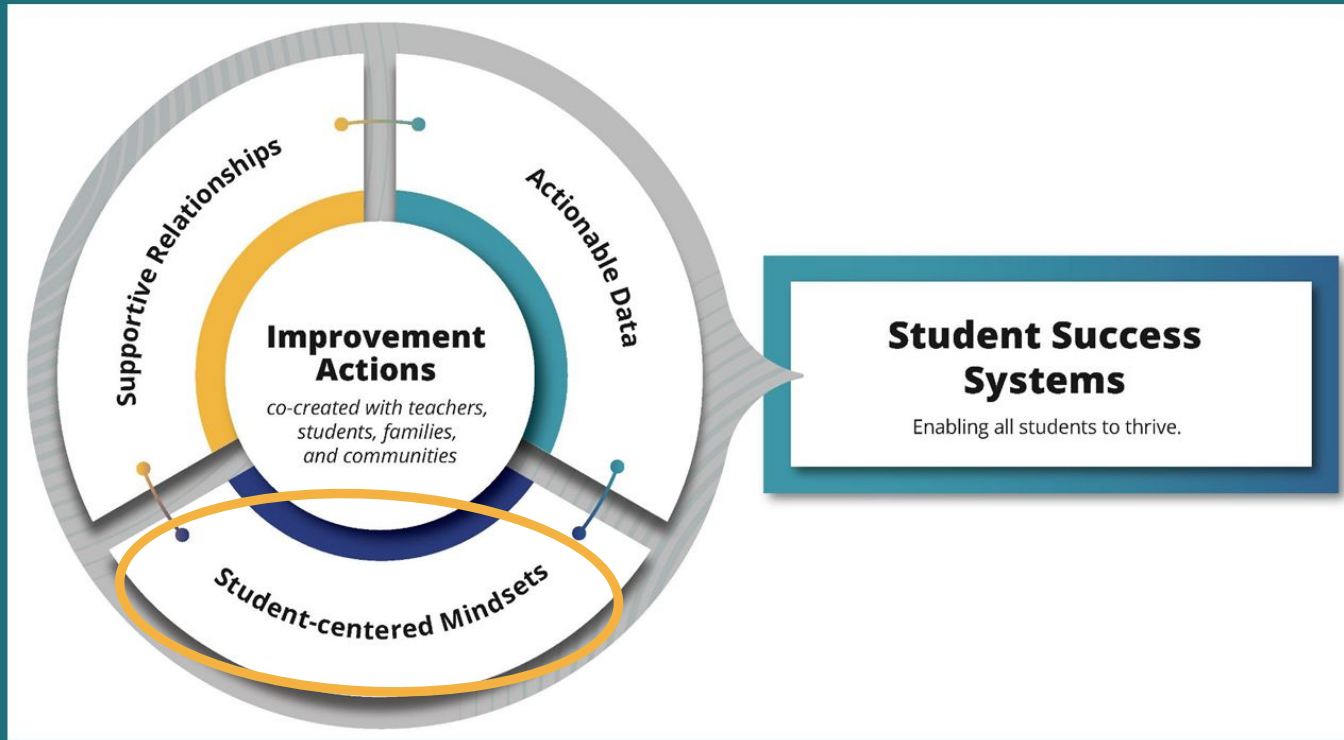 Supportive Relationships
Actionable Data
Improvement
Actions
co-created with teachers,
students, families,
and communities
Student-centered Mindsets
Student Success
Systems
Enabling all students to thrive.